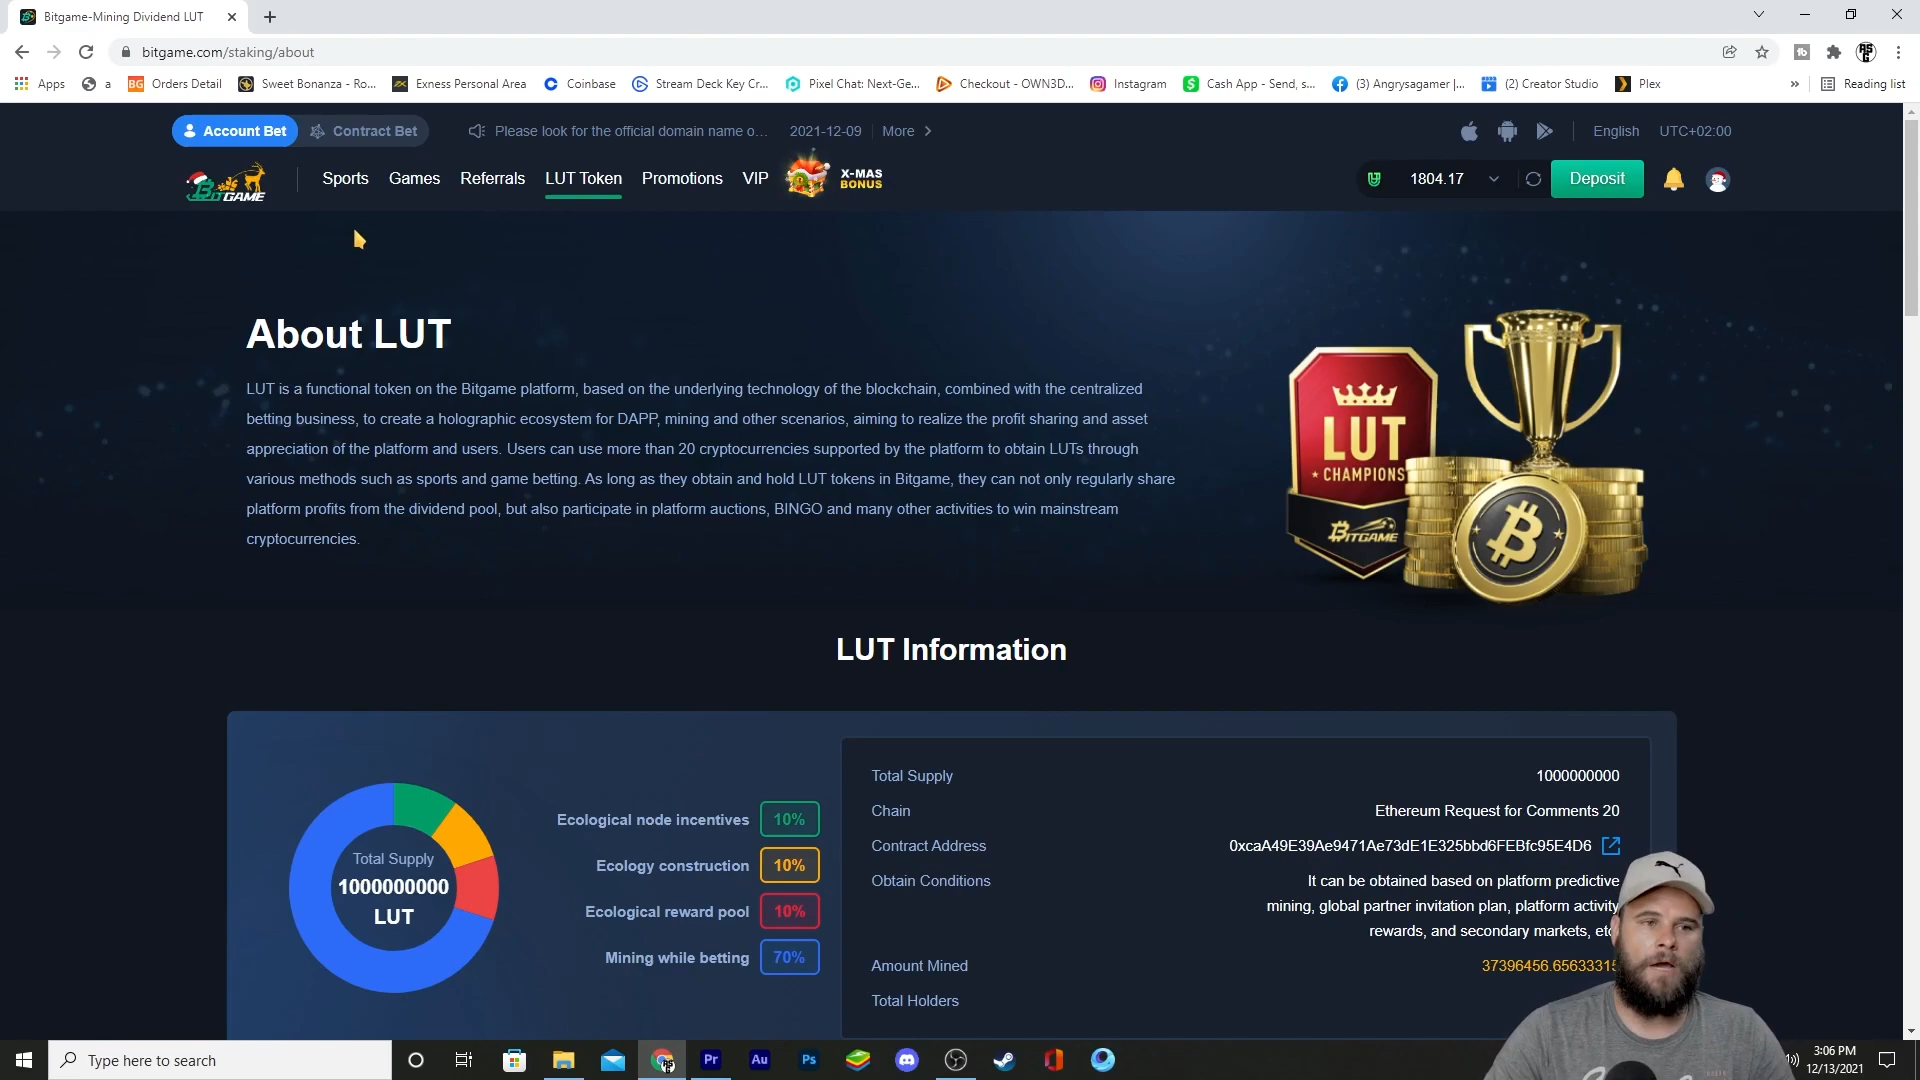 Bitgame-Mining Dividend LUT
bitgame.com/staking/about
Apps
a
Orders Detail
Sweet Bonanza - Ro...
Exness Personal Area
Coinbase
Stream Deck Key Cr...
Pixel Chat: Next-Ge...
Checkout - OWN3D...
Instagram
Cash App - Send, s...
(3) Angrysagamer |...
(2) Creator Studio
Plex
Reading list
Account Bet
Contract Bet
Please look for the official domain name o...
2021-12-09
More
English
UTC+02:00
BITGAME
Sports
Games
Referrals
LUT Token
Promotions
VIP
X-MAS
BONUS
1804.17
Deposit
About LUT
LUT is a functional token on the Bitgame platform, based on the underlying technology of the blockchain, combined with the centralized
betting business, to create a holographic ecosystem for DAPP, mining and other scenarios, aiming to realize the profit sharing and asset
appreciation of the platform and users. Users can use more than 20 cryptocurrencies supported by the platform to obtain LUTs through
various methods such as sports and game betting. As long as they obtain and hold LUT tokens in Bitgame, they can not only regularly share
platform profits from the dividend pool, but also participate in platform auctions, BINGO and many other activities to win mainstream
cryptocurrencies.
LUT
CHAMPIONS
BITGAME
LUT Information
Total Supply
1000000000
LUT
Ecological node incentives 10%
Ecology construction 10%
Ecological reward pool 10%
Mining while betting 70%
Total Supply 1000000000
Chain Ethereum Request for Comments 20
Contract Address 0xcaA49E39Ae9471Ae73dE1E325bbd6FEBfc95E4D6
Obtain Conditions It can be obtained based on platform predictive
mining, global partner invitation plan, platform activity
rewards, and secondary markets, etc
Amount Mined 37396456.65633315
Total Holders
Type here to search
Pr
Au
Ps
3:06 PM
12/13/2021